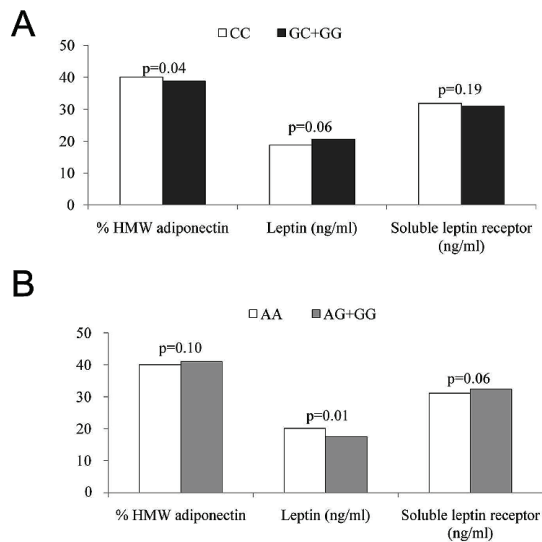 A
CC GC+GG
50
40
30
20
10
0
p=0.04
p=0.06
p=0.19
% HMW adiponectin Leptin (ng/ml) Soluble leptin receptor
(ng/ml)
B
AA AG+GG
50
40
30
20
10
0
p=0.10
p=0.01
p=0.06
% HMW adiponectin Leptin (ng/ml) Soluble leptin receptor
(ng/ml)